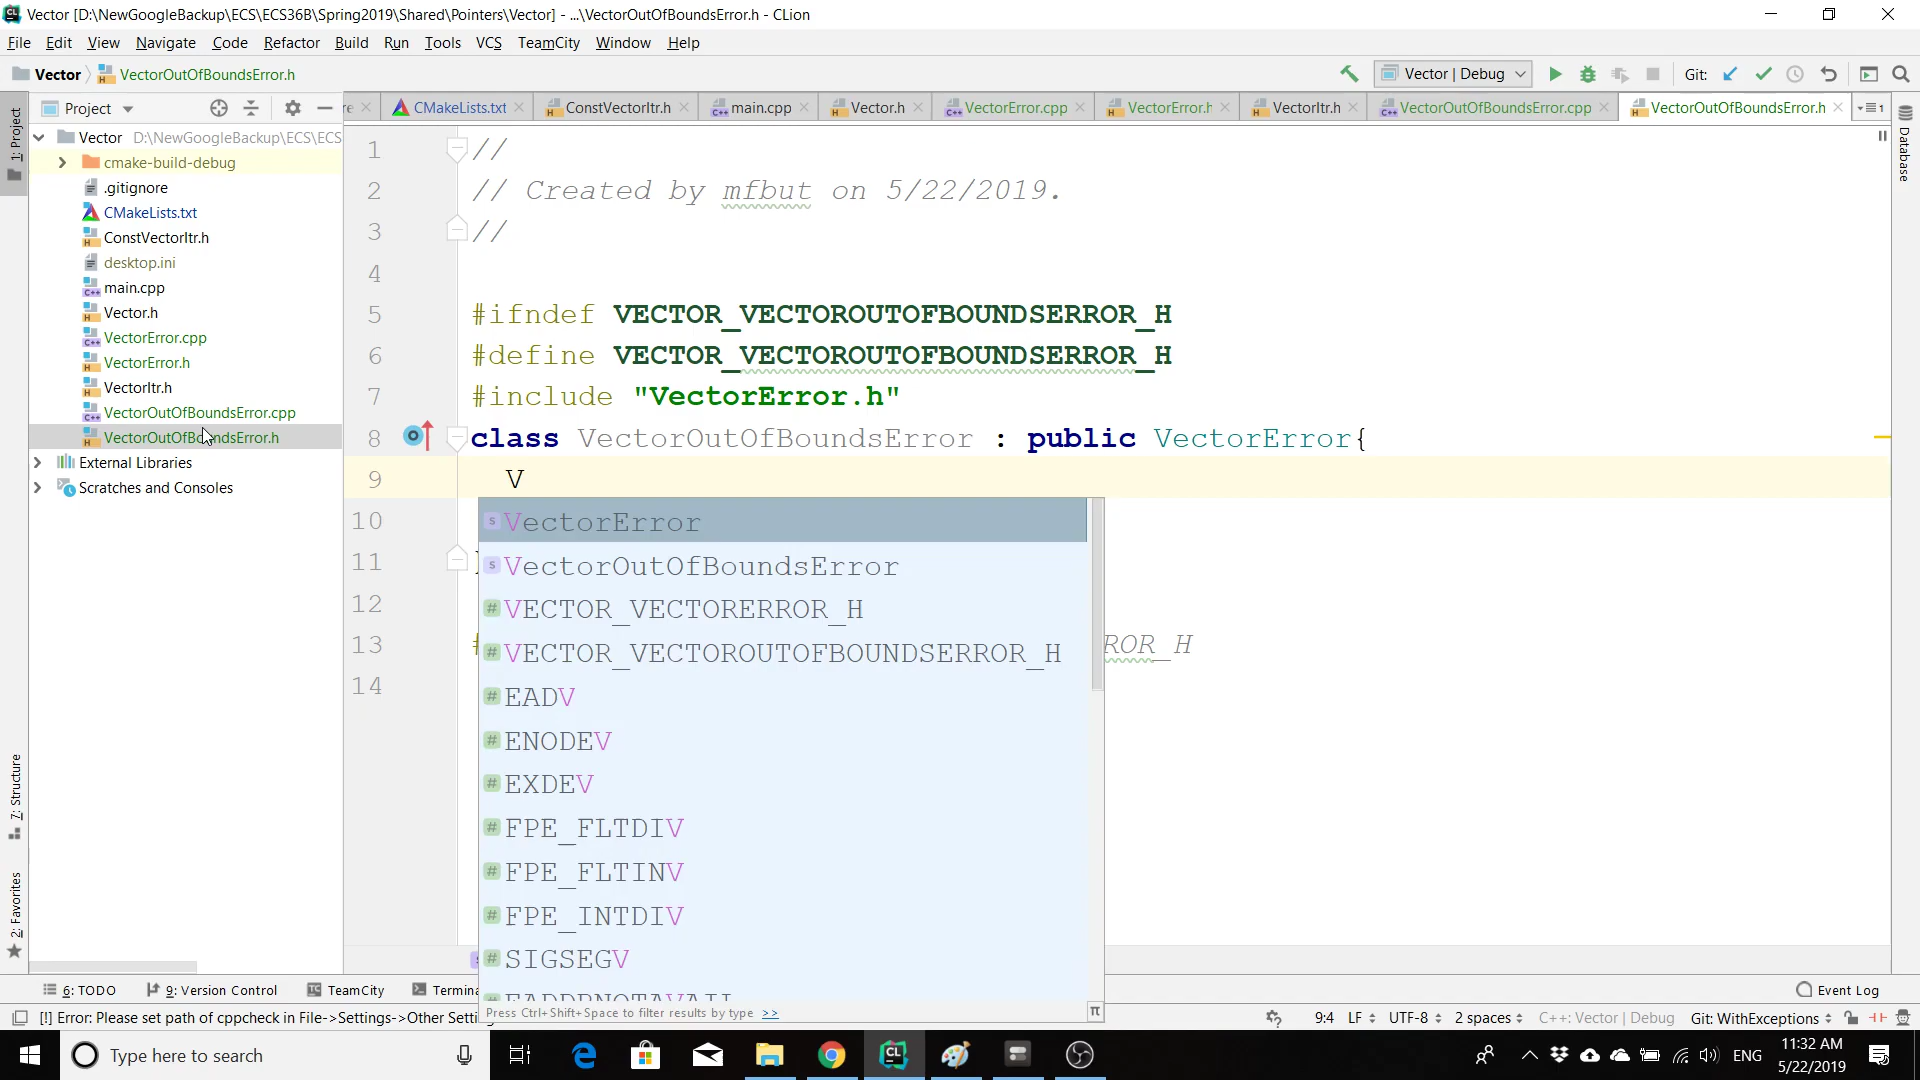 Vector [D:\NewGoogleBackup\ECS\ECS36B\Spring2019\Shared\Pointers\Vector] - ...\VectorOutOfBoundsError.h - CLion
File Edit View Navigate Code Refactor Build Run Tools VCS TeamCity Window Help
Vector VectorOutOfBoundsError.h
Vector | Debug
Git:
1: Project
Project
CMakeLists.txt
ConstVectorItr.h
main.cpp
Vector.h
VectorError.cpp
VectorError.h
VectorItr.h
VectorOutOfBoundsError.cpp
VectorOutOfBoundsError.h
1
Database
Vector D:\NewGoogleBackup\ECS\ECS
cmake-build-debug
.gitignore
CMakeLists.txt
ConstVectorItr.h
desktop.ini
main.cpp
Vector.h
VectorError.cpp
VectorError.h
VectorItr.h
VectorOutOfBoundsError.cpp
VectorOutOfBoundsError.h
External Libraries
Scratches and Consoles
7: Structure
2: Favorites
1 //
2 // Created by mfbut on 5/22/2019.
3 //
4
5 #ifndef VECTOR_VECTOROUTOFBOUNDSERROR_H
6 #define VECTOR_VECTOROUTOFBOUNDSERROR_H
7 #include "VectorError.h"
8 class VectorOutOfBoundsError : public VectorError{
9 V
10
11
12
13 ROR_H
14
VectorError
VectorOutOfBoundsError
VECTOR_VECTORERROR_H
VECTOR_VECTOROUTOFBOUNDSERROR_H
EADV
ENODEV
EXDEV
FPE_FLTDIV
FPE_FLTINV
FPE_INTDIV
SIGSEGV
EADDRNOTAVAIL
Press Ctrl+Shift+Space to filter results by type >>
6: TODO 9: Version Control TeamCity Termina
Event Log
[!] Error: Please set path of cppcheck in File->Settings->Other Settin
9:4 LF UTF-8 2 spaces C++: Vector | Debug Git: WithExceptions
Type here to search
ENG
11:32 AM
5/22/2019